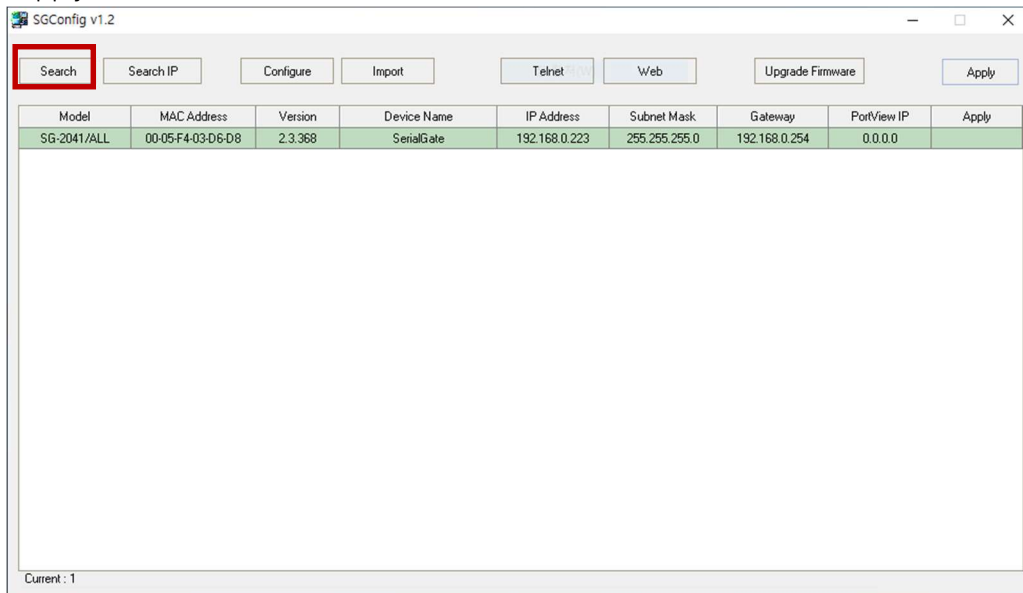 SGConfig v1.2
Search Search IP Configure Import Telnet Web Upgrade Firmware Apply
Model MAC Address Version Device Name IP Address Subnet Mask Gateway PortView IP Apply
SG-2041/ALL 00-05-F4-03-D6-D8 2.3.368 SerialGate 192.168.0.223 255.255.255.0 192.168.0.254 0.0.0.0
Current : 1